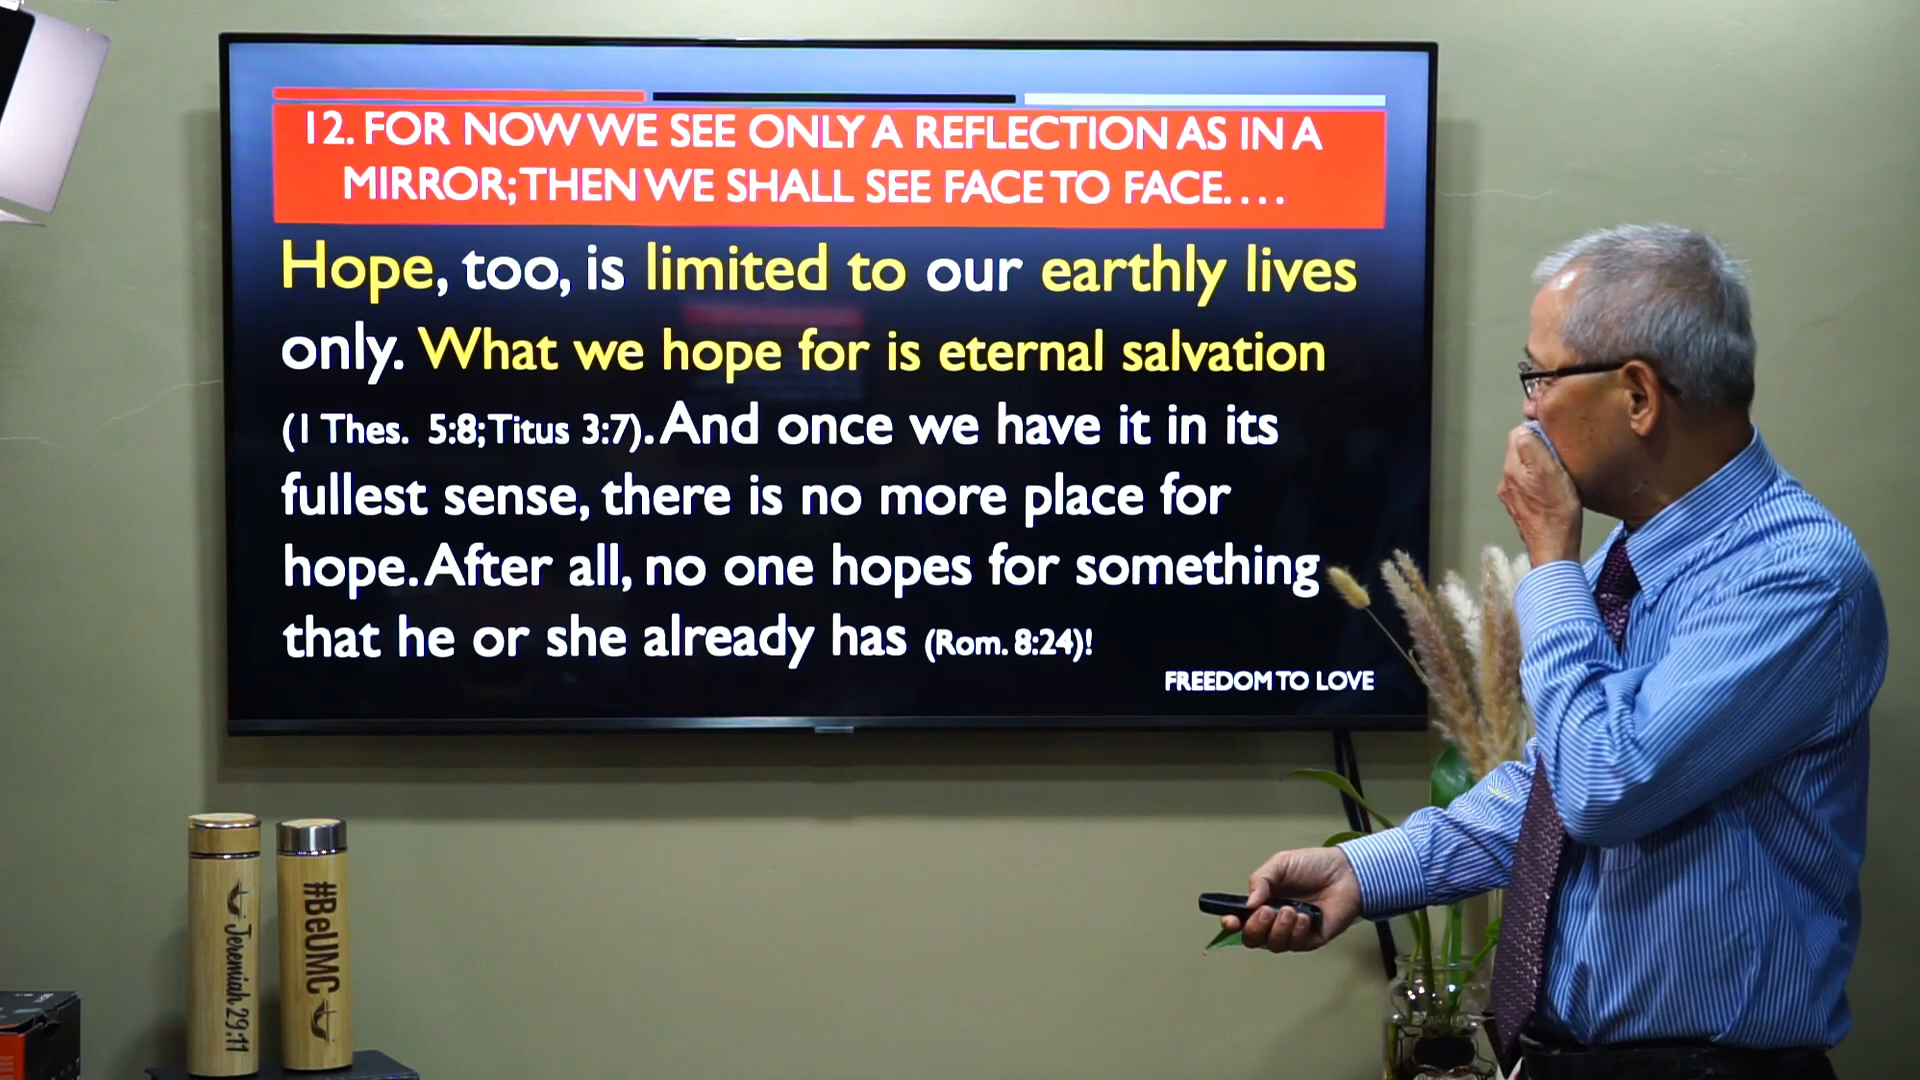 12. FOR NOW WE SEE ONLY A REFLECTION AS IN A
MIRROR; THEN WE SHALL SEE FACE TO FACE. . . .
Hope, too, is limited to our earthly lives
only. What we hope for is eternal salvation
(1 Thes. 5:8; Titus 3:7). And once we have it in its
fullest sense, there is no more place for
hope. After all, no one hopes for something
that he or she already has (Rom. 8:24)!
FREEDOM TO LOVE
Jeremiah 29:11
#BeUMC